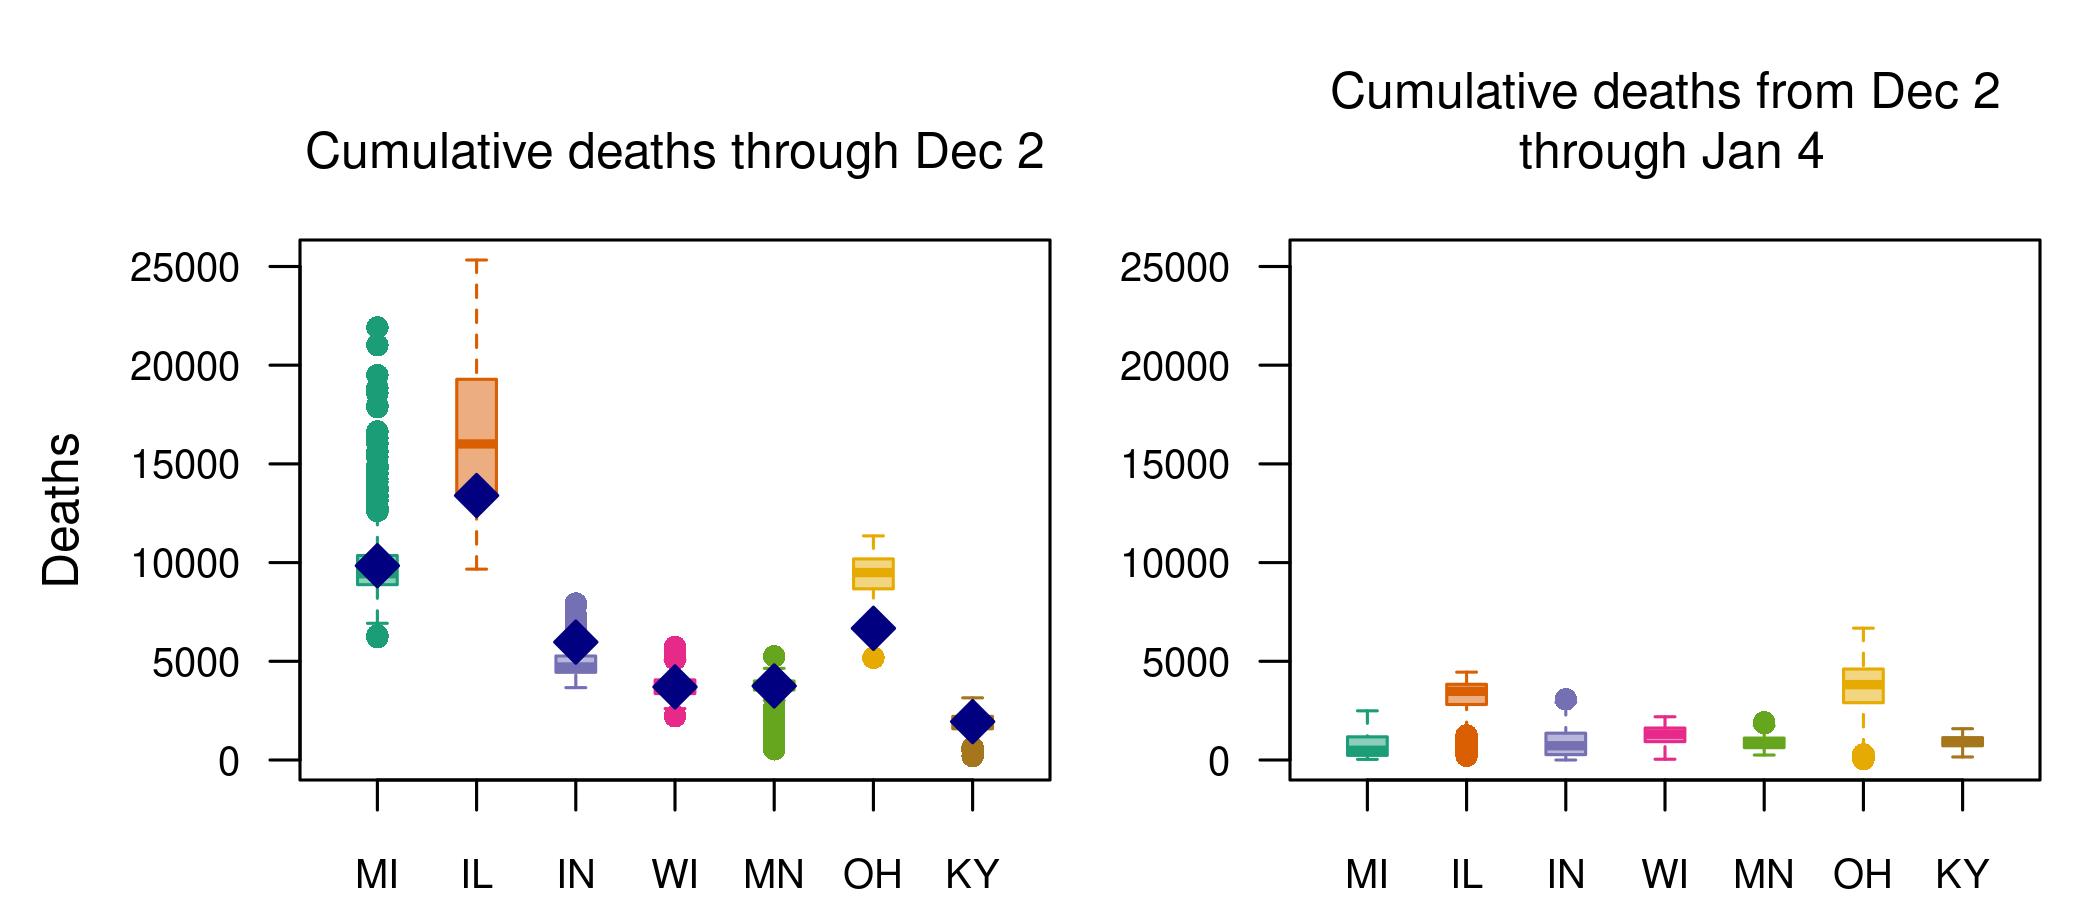 Cumulative deaths through Dec 2
Deaths
25000
20000
15000
10000
5000
0
MI IL IN WI MN OH KY
Cumulative deaths from Dec 2
through Jan 4
25000
20000
15000
10000
5000
0
MI IL IN WI MN OH KY